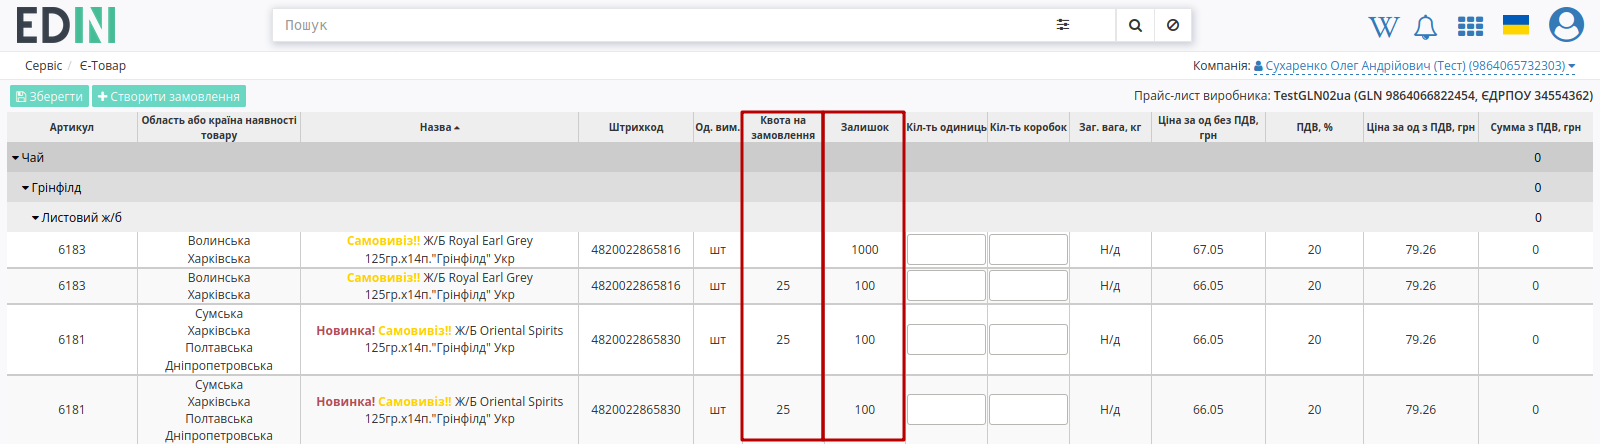 EDIN
Пошук
W
Сервіс / Є-Товар
Компанія: Сухаренко Олег Андрійович (Тест) (9864065732303)
Зберегти Створити замовлення
Прайс-лист виробника: TestGLN02ua (GLN 9864066822454, ЄДРПОУ 34554362)
Артикул
Область або країна наявності
товару
Назва
Штрихкод
Од. вим.
Квота на
замовлення
Залишок
Кіл-ть одиниць
Кіл-ть коробок
Заг. вага, кг
Ціна за од без ПДВ,
грн
ПДВ, %
Ціна за од з ПДВ, грн
Сумма з ПДВ, грн
Чай 0
Грінфілд 0
Листовий ж/б 0
6183
Волинська
Харківська
Самовивіз!! Ж/Б Royal Earl Grey
125гр.х14п."Грінфілд" Укр
4820022865816 шт 1000 Н/д 67.05 20 79.26 0
6183
Волинська
Харківська
Самовивіз!! Ж/Б Royal Earl Grey
125гр.х14п."Грінфілд" Укр
4820022865816 шт 25 100 Н/д 66.05 20 79.26 0
6181
Сумська
Харківська
Полтавська
Дніпропетровська
Новинка! Самовивіз!! Ж/Б Oriental Spirits
125гр.х14п."Грінфілд" Укр
4820022865830 шт 25 100 Н/д 66.05 20 79.26 0
6181
Сумська
Харківська
Полтавська
Дніпропетровська
Новинка! Самовивіз!! Ж/Б Oriental Spirits
125гр.х14п."Грінфілд" Укр
4820022865830 шт 25 100 Н/д 66.05 20 79.26 0